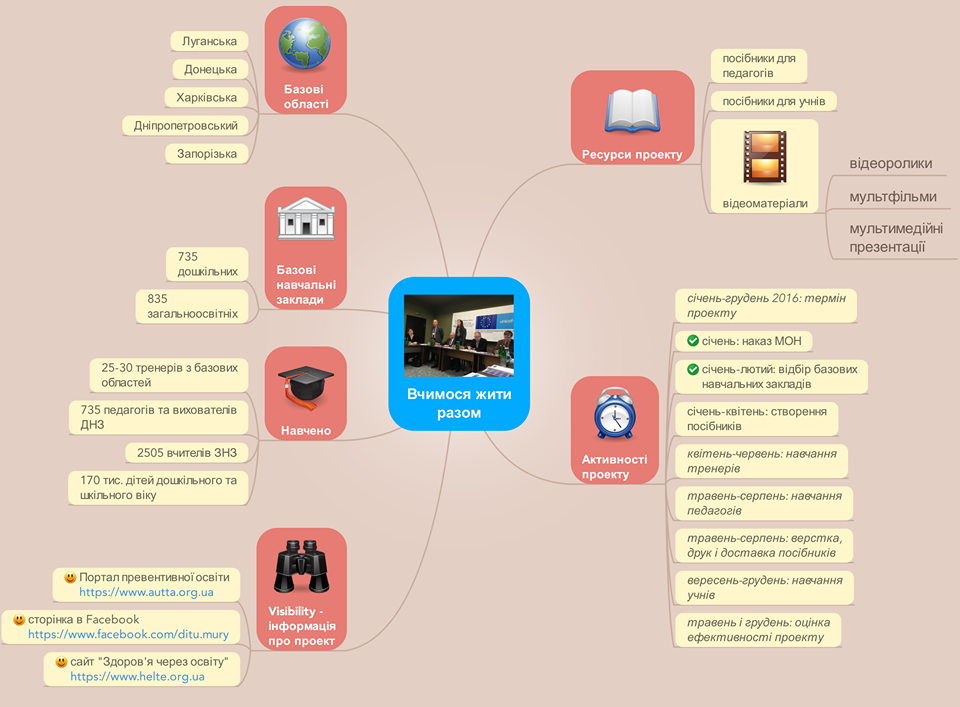 Вчимося жити
разом
Базові
області
Луганська
Донецька
Харківська
Дніпропетровський
Запорізька
Базові
навчальні
заклади
735
дошкільних
835
загальноосвітніх
Навчено
25-30 тренерів з базових
областей
735 педагогів та вихователів
ДНЗ
2505 вчителів ЗНЗ
170 тис. дітей дошкільного та
шкільного віку
Visibility -
інформація
про проект
Портал превентивної освіти
https://www.autta.org.ua
сторінка в Facebook
https://www.facebook.com/ditu.mury
сайт "Здоров'я через освіту"
https://www.helte.org.ua
Ресурси проекту
посібники для
педагогів
посібники для учнів
відеоматеріали
відеоролики
мультфільми
мультимедійні
презентації
Активності
проекту
січень-грудень 2016: термін
проекту
січень: наказ МОН
січень-лютий: відбір базових
навчальних закладів
січень-квітень: створення
посібників
квітень-червень: навчання
тренерів
травень-серпень: навчання
педагогів
травень-серпень: верстка,
друк і доставка посібників
вересень-грудень: навчання
учнів
травень і грудень: оцінка
ефективності проекту